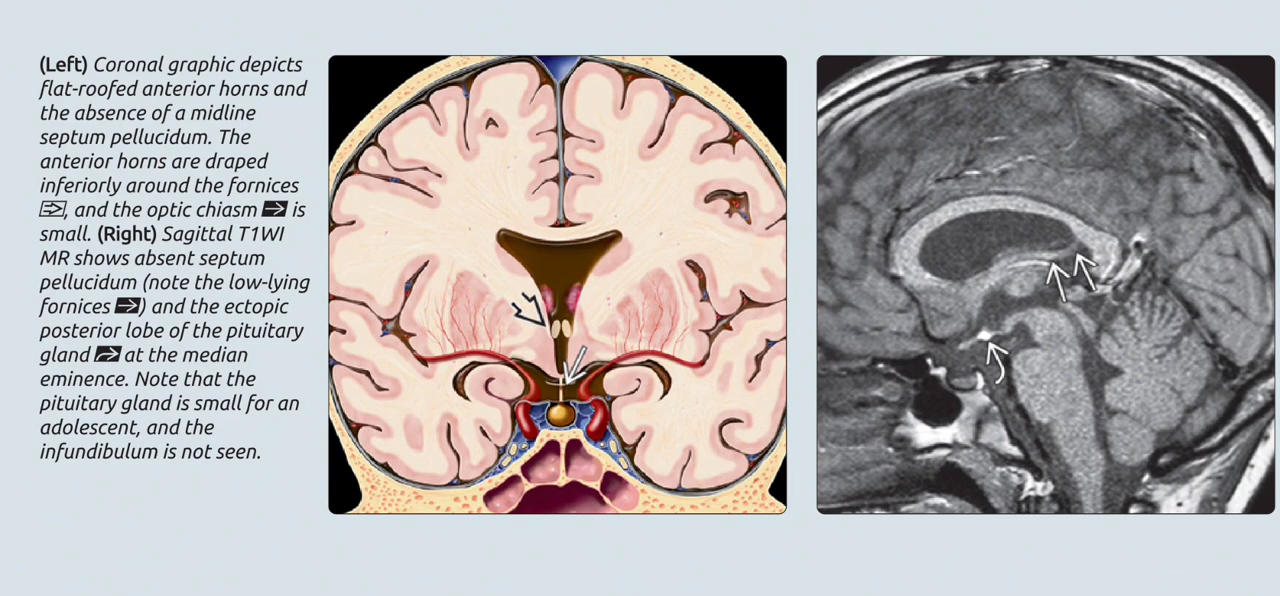 (Left) Coronal graphic depicts
flat-roofed anterior horns and
the absence of a midline
septum pellucidum. The
anterior horns are draped
inferiorly around the fornices
, and the optic chiasm is
small. (Right) Sagittal T1WI
MR shows absent septum
pellucidum (note the low-lying
fornices ) and the ectopic
posterior lobe of the pituitary
gland at the median
eminence. Note that the
pituitary gland is small for an
adolescent, and the
infundibulum is not seen.